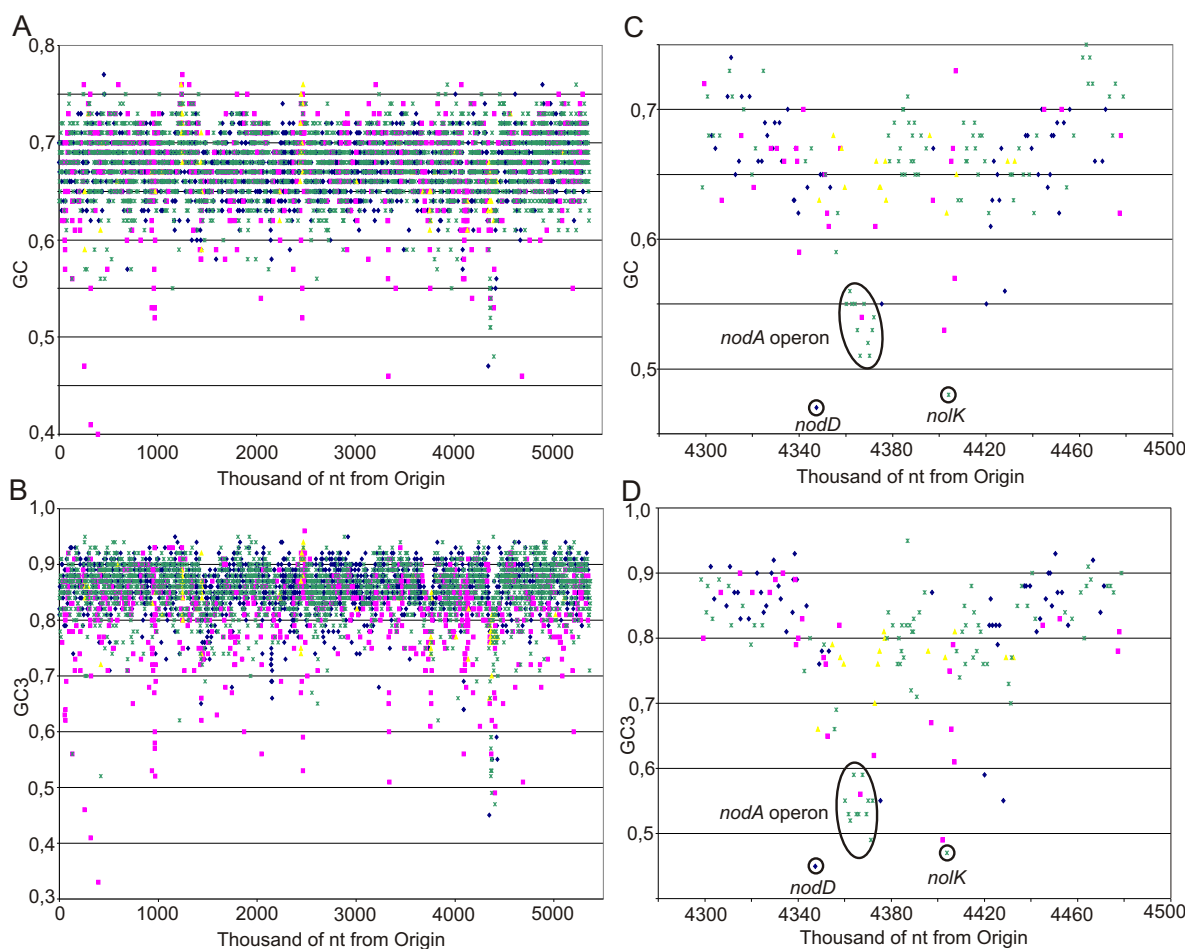 A
0,8
0,7
0,6
0,5
0,4
GC
0
1000
2000
3000
4000
5000
Thousand of nt from Origin
C
0,7
0,6
0,5
GC
nodA operon
nodD
nolK
4300
4340
4380
4420
4460
4500
Thousand of nt from Origin
B
1,0
0,9
0,8
0,7
0,6
0,5
0,4
0,3
GC3
0
1000
2000
3000
4000
5000
Thousand of nt from Origin
D
1,0
0,9
0,8
0,7
0,6
0,5
GC3
nodA operon
nodD
nolK
4300
4340
4380
4420
4460
4500
Thousand of nt from Origin